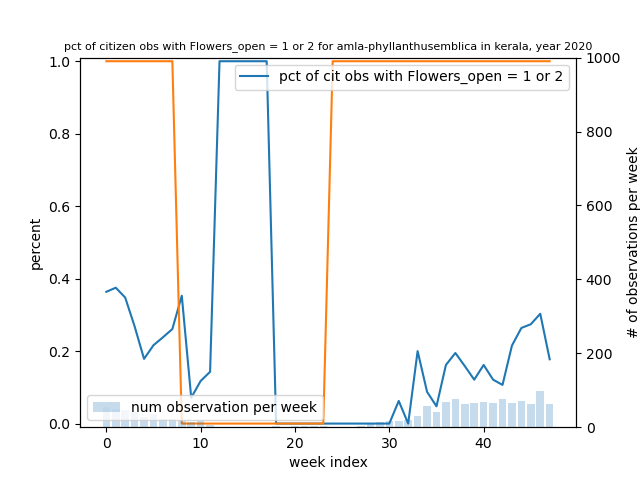 pct of citizen obs with Flowers_open = 1 or 2 for amla-phyllanthusemblica in kerala, year 2020
pct of cit obs with Flowers_open = 1 or 2
num observation per week
1.0
0.8
0.6
0.4
0.2
0.0
percent
1000
800
600
400
200
0
# of observations per week
0 10 20 30 40
week index